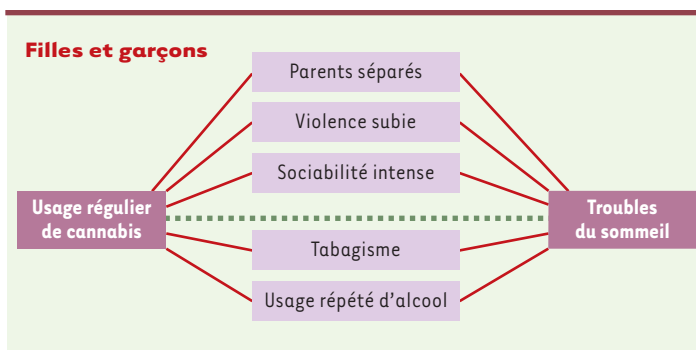 Filles et garçons
Parents séparés
Violence subie
Sociabilité intense
Usage régulier
de cannabis
Troubles
du sommeil
Tabagisme
Usage répété d'alcool